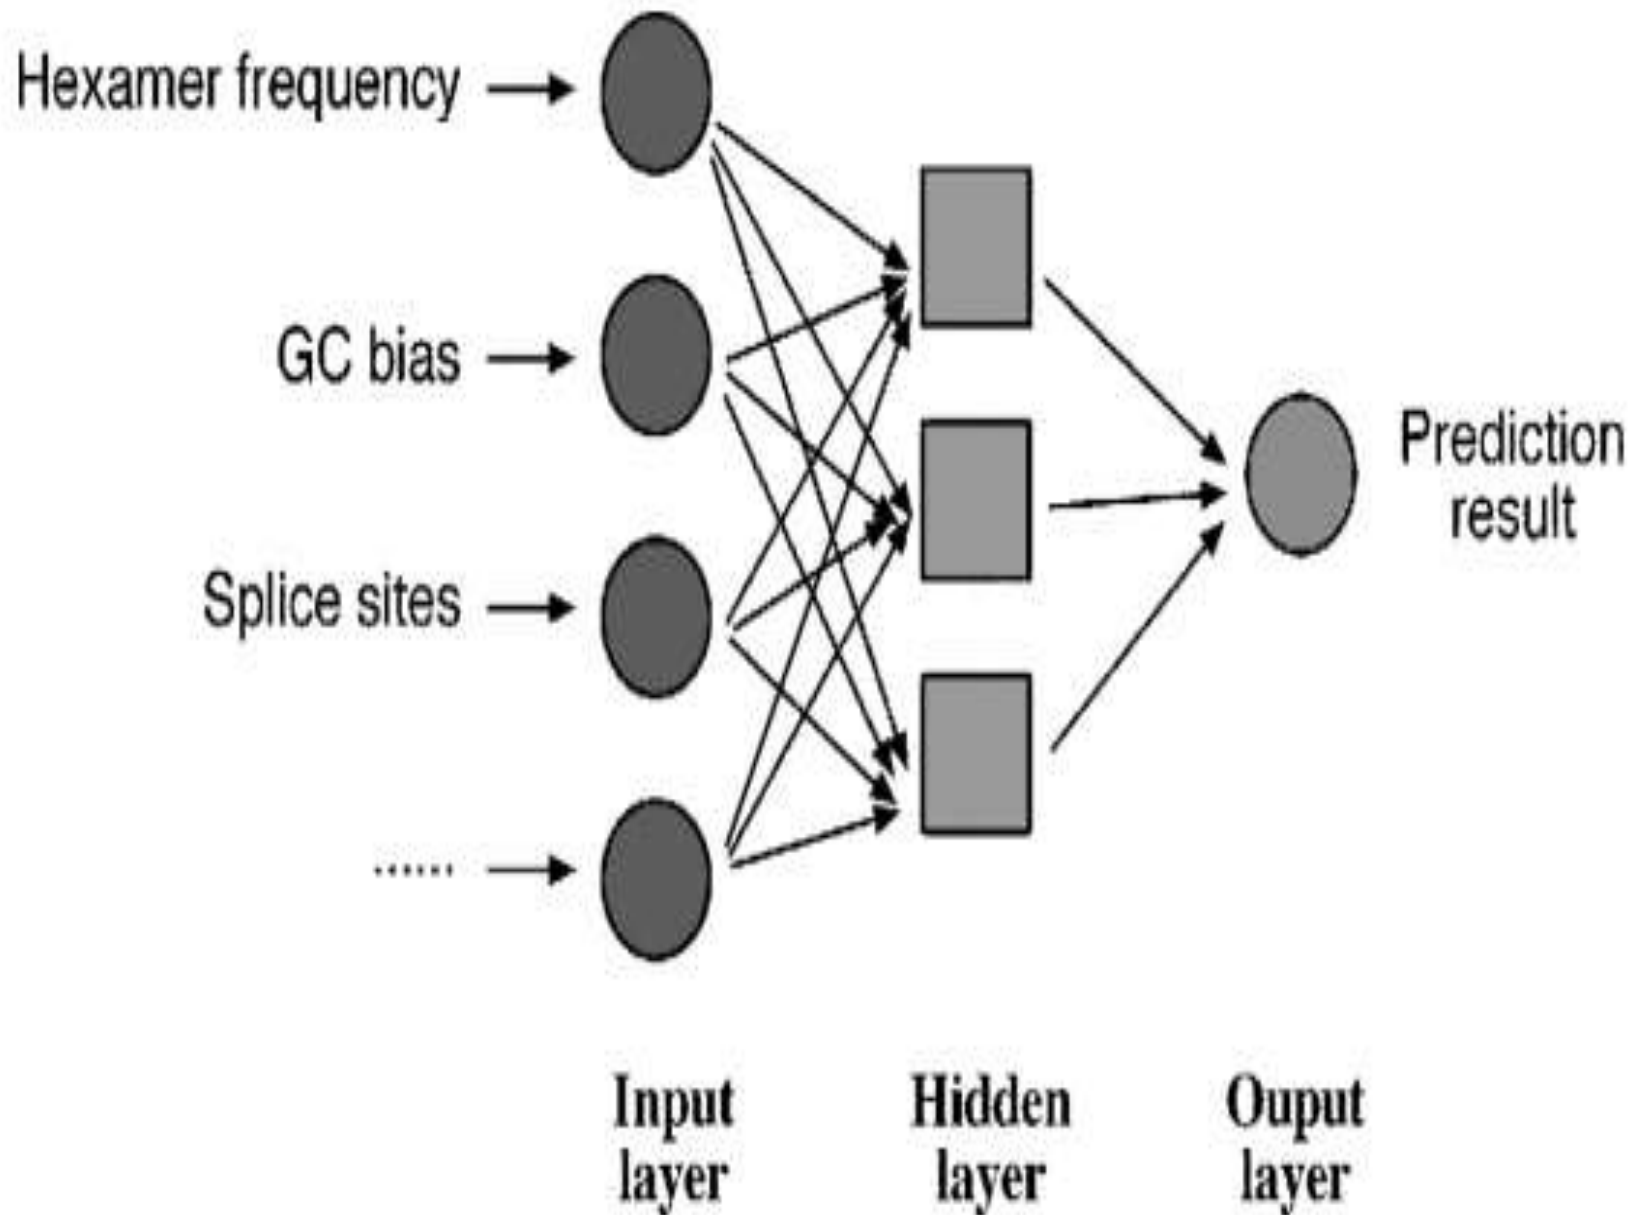 Hexamer frequency
GC bias
Splice sites
......
Prediction
result
Input
layer
Hidden
layer
Ouput
layer